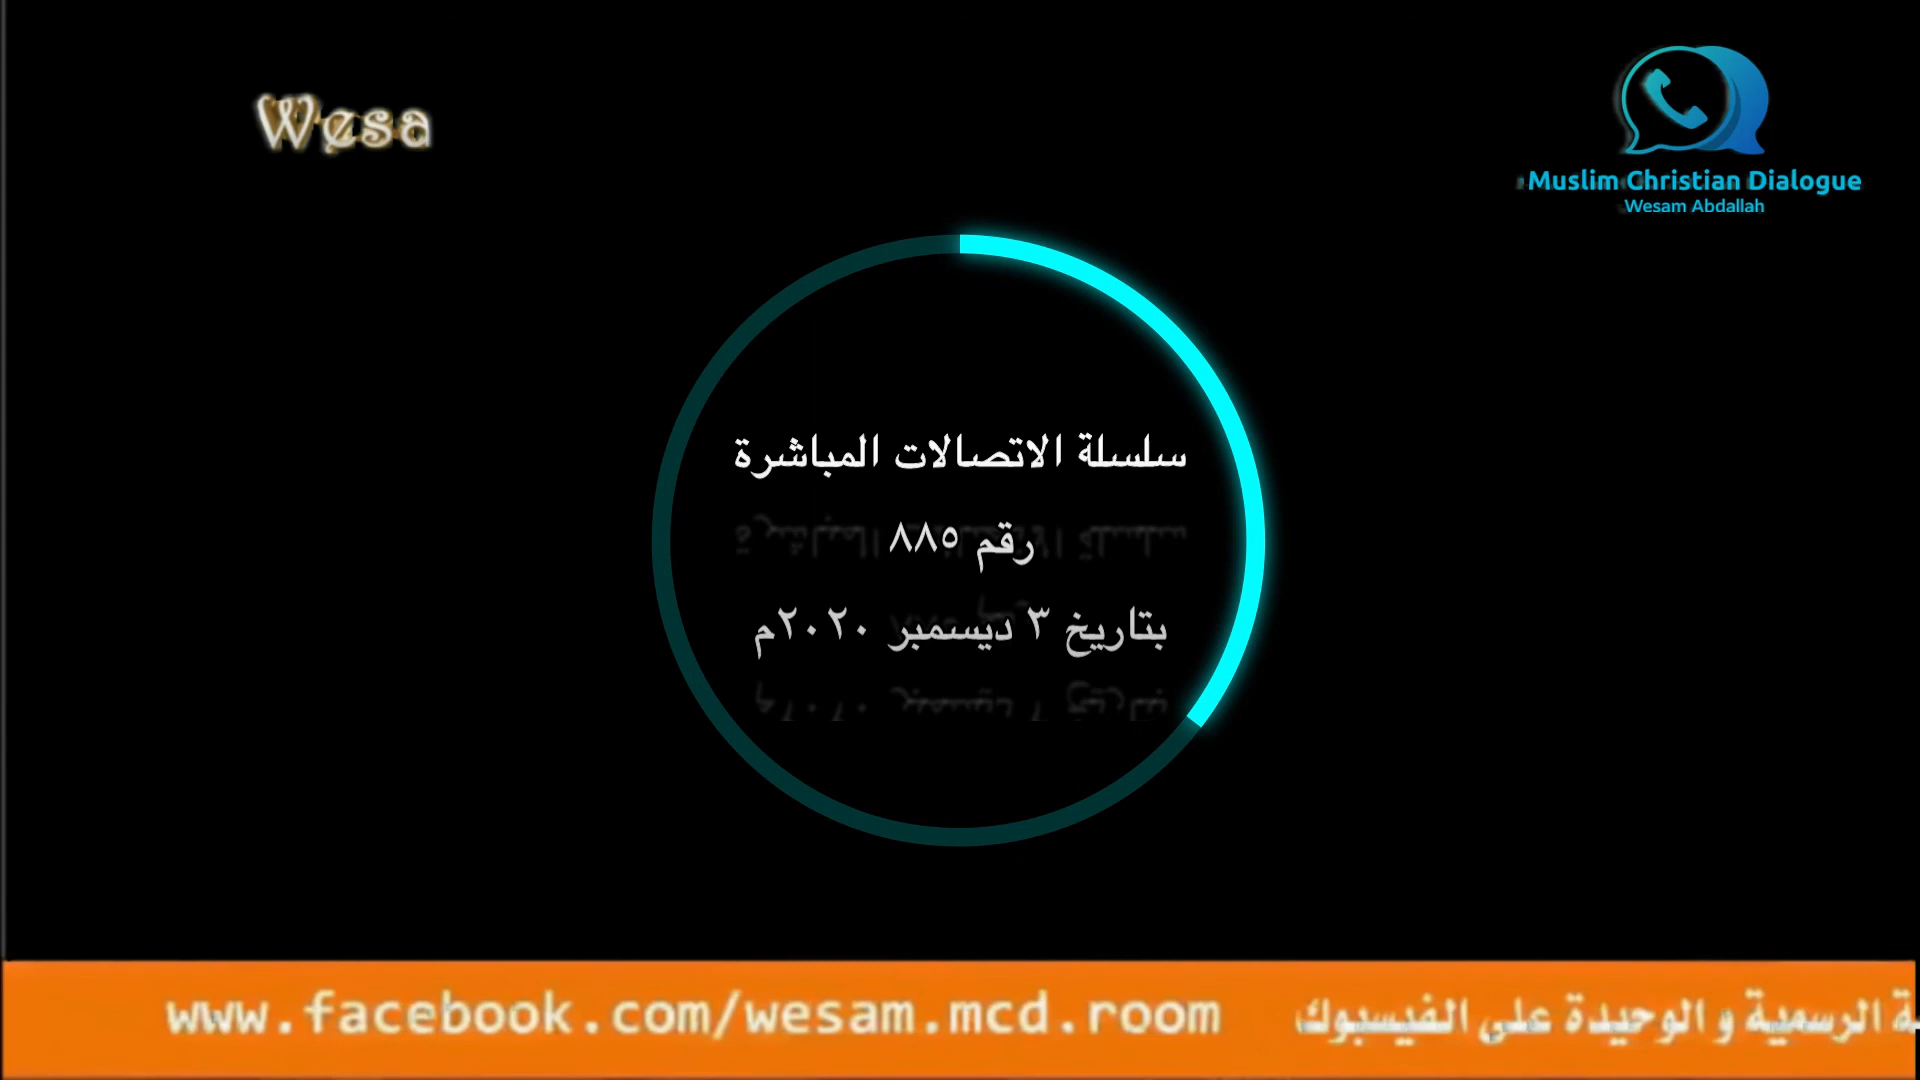 Wesa
Muslim Christian Dialogue
Wesam Abdallah
سلسلة الاتصالات المباشرة
رقم ٨٨٥
بتاريخ ٣ ديسمبر ٢٠٢٠م
ـة الرسمية و الوحيدة على الفيسبوك www.facebook.com/wesam.mcd.room